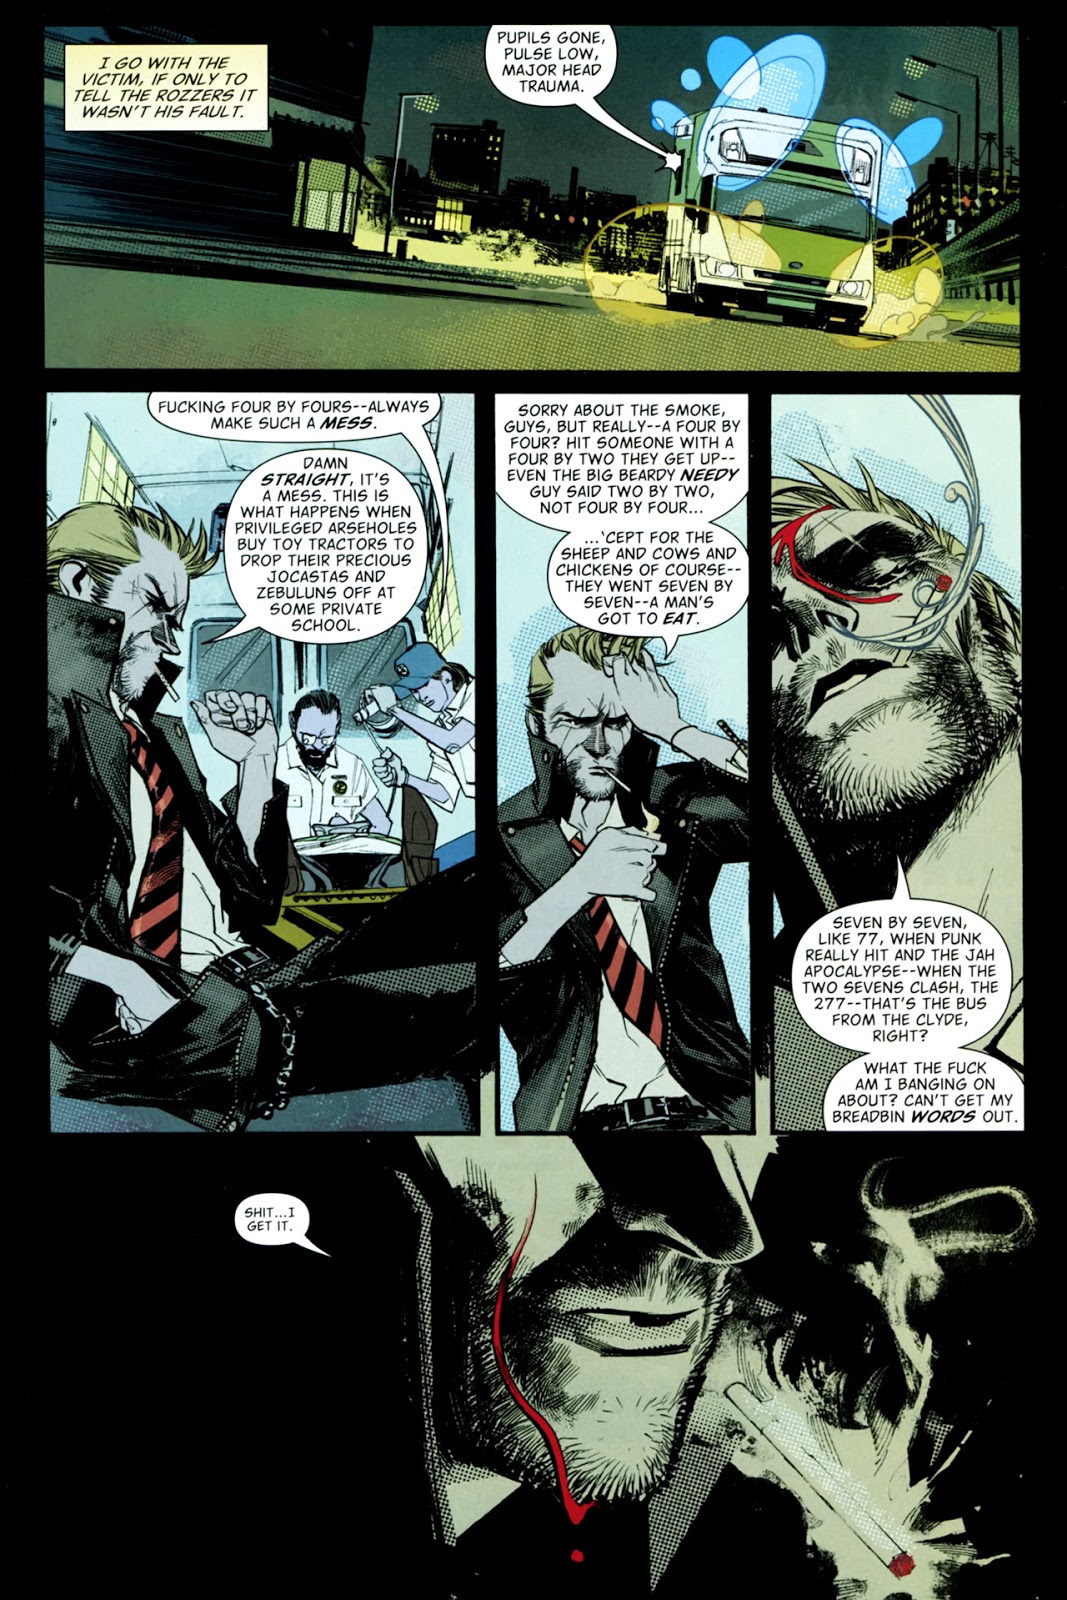 I GO WITH THE
VICTIM, IF ONLY TO
TELL THE ROZZERS IT
WASN'T HIS FAULT.
PUPILS GONE,
PULSE LOW,
MAJOR HEAD
TRAUMA.
FUCKING FOUR BY FOURS--ALWAYS
MAKE SUCH A MESS.
DAMN
STRAIGHT, IT'S
A MESS. THIS IS
WHAT HAPPENS WHEN
PRIVILEGED ARSEHOLES
BUY TOY TRACTORS TO
DROP THEIR PRECIOUS
JOCASTAS AND
ZEBULUNS OFF AT
SOME PRIVATE
SCHOOL.
SORRY ABOUT THE SMOKE,
GUYS, BUT REALLY--A FOUR BY
FOUR? HIT SOMEONE WITH A
FOUR BY TWO THEY GET UP--
EVEN THE BIG BEARDY NEEDY
GUY SAID TWO BY TWO,
NOT FOUR BY FOUR...
...'CEPT FOR THE
SHEEP AND COWS AND
CHICKENS OF COURSE--
THEY WENT SEVEN BY
SEVEN--A MAN'S
GOT TO EAT.
SEVEN BY SEVEN,
LIKE 77, WHEN PUNK
REALLY HIT AND THE JAH
APOCALYPSE--WHEN THE
TWO SEVENS CLASH, THE
277--THAT'S THE BUS
FROM THE CLYDE,
RIGHT?
WHAT THE FUCK
AM I BANGING ON
ABOUT? CAN'T GET MY
BREADBIN WORDS OUT.
SHIT...I
GET IT.